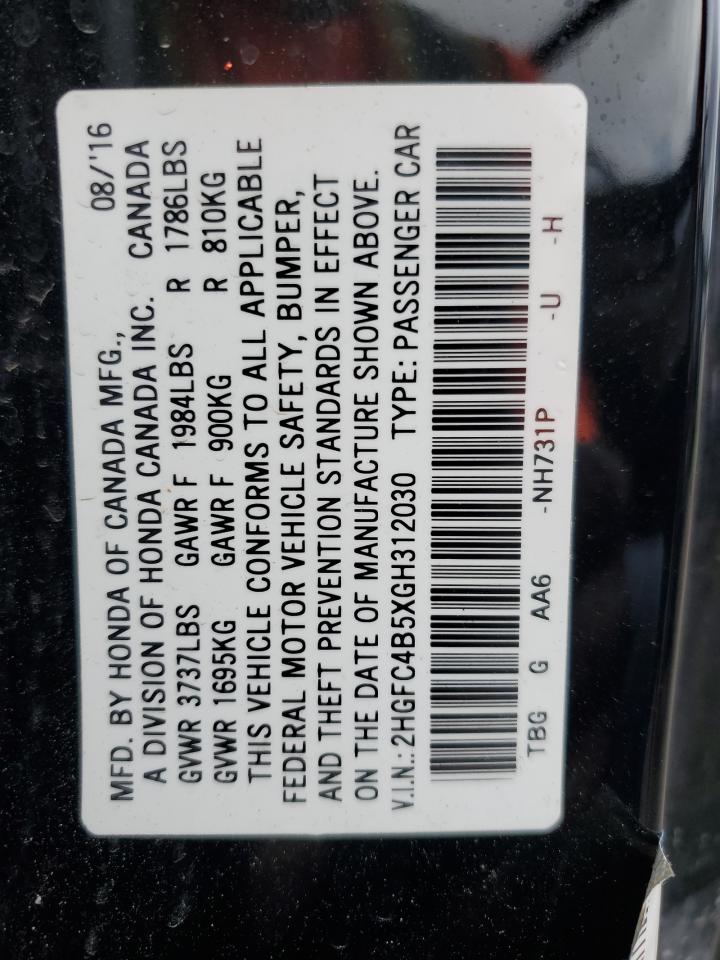 MFD. BY HONDA OF CANADA MFG., 08/'16
A DIVISION OF HONDA CANADA INC. CANADA
GVWR 3737LBS GAWR F 1984LBS R 1786LBS
GVWR 1695KG GAWR F 900KG R 810KG
THIS VEHICLE CONFORMS TO ALL APPLICABLE
FEDERAL MOTOR VEHICLE SAFETY, BUMPER,
AND THEFT PREVENTION STANDARDS IN EFFECT
ON THE DATE OF MANUFACTURE SHOWN ABOVE.
V.I.N.: 2HGFC4B5XGH312030 TYPE: PASSENGER CAR
TBG G AA6 -NH731P -U -H